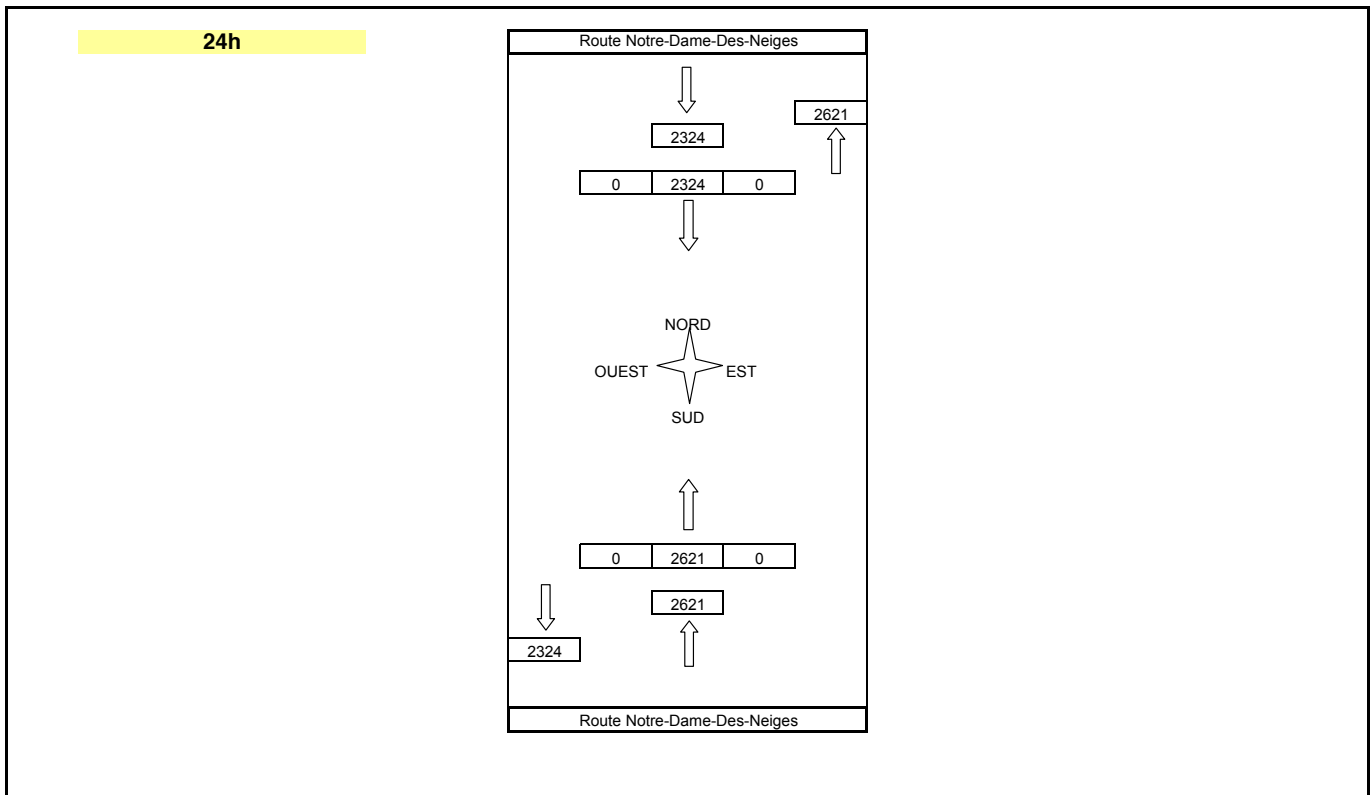 24h
Route Notre-Dame-Des-Neiges
2621
2324
0 2324 0
NORD
OUEST EST
SUD
0 2621 0
2621
2324
Route Notre-Dame-Des-Neiges